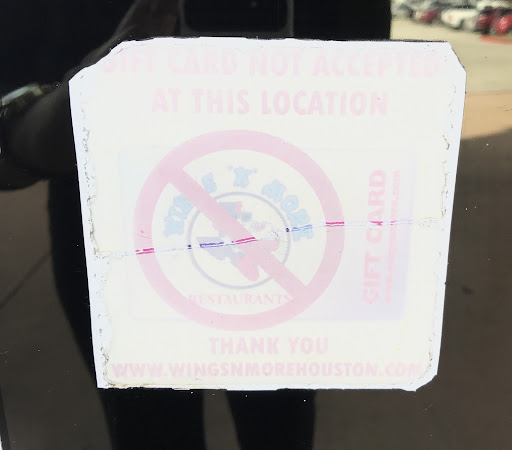 GIFT CARD NOT ACCEPTED
AT THIS LOCATION
WINGS 'N' MORE
RESTAURANTS
GIFT CARD
THANK YOU
WWW.WINGSNMOREHOUSTON.COM